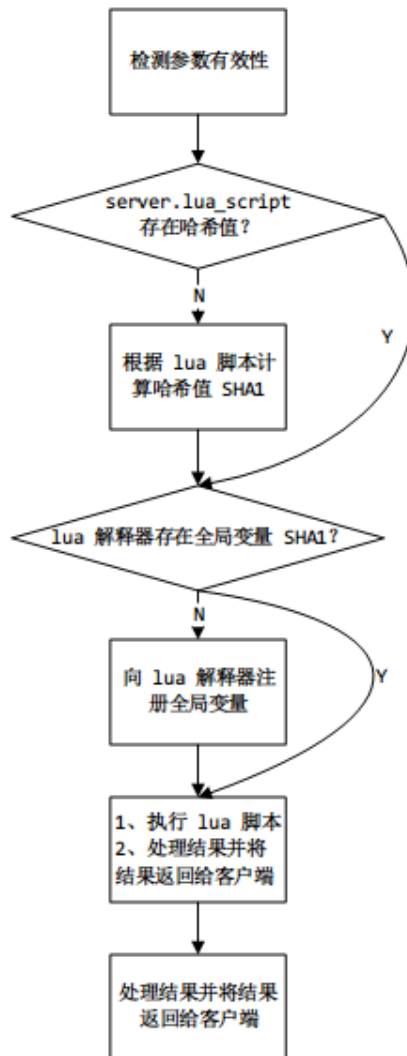 检测参数有效性
server.lua_script
存在哈希值？
N
Y
根据 lua 脚本计
算哈希值 SHA1
lua 解释器存在全局变量 SHA1？
N
Y
向 lua 解释器注
册全局变量
1、执行 lua 脚本
2、处理结果并将
结果返回给客户端
处理结果并将结果
返回给客户端